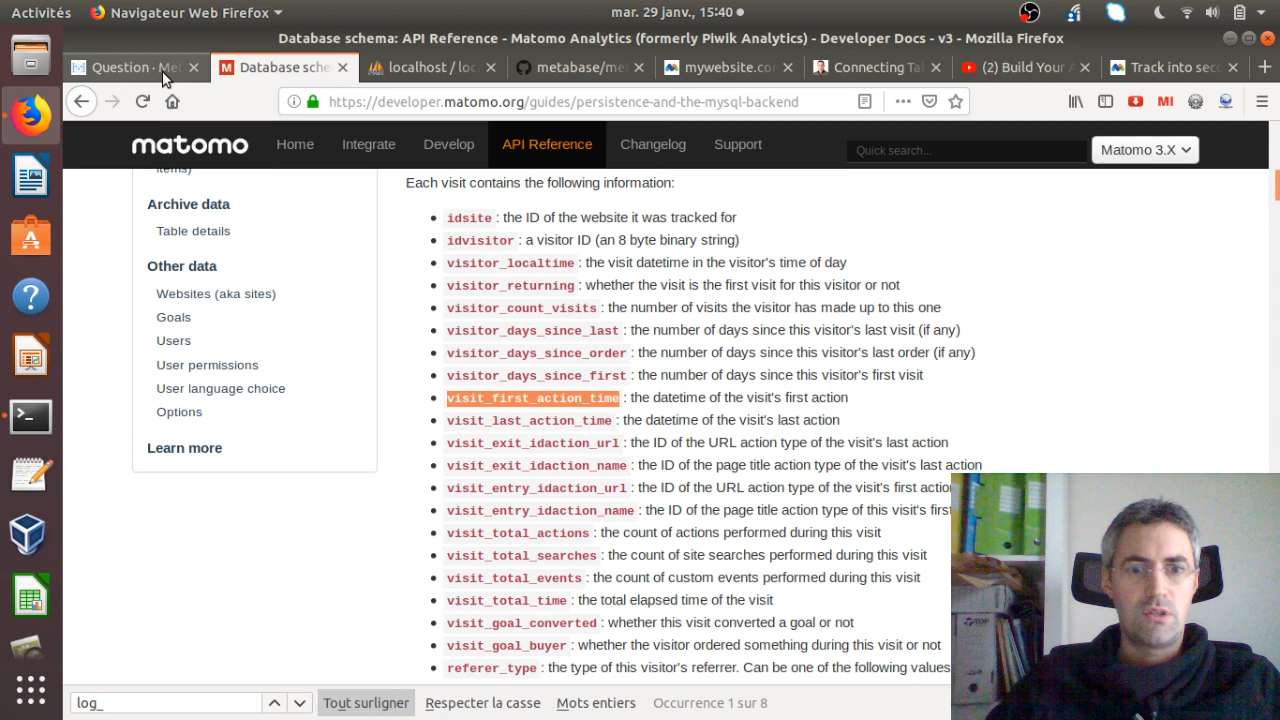 Activités Navigateur Web Firefox mar. 29 janv., 15:40
Database schema: API Reference - Matomo Analytics (formerly Piwik Analytics) - Developer Docs - v3 - Mozilla Firefox
Question · Me Database sche localhost / loc metabase/me mywebsite.co Connecting Ta (2) Build Your A Track into sec
https://developer.matomo.org/guides/persistence-and-the-mysql-backend
matomo Home Integrate Develop API Reference Changelog Support Quick search... Matomo 3.X
items)
Archive data
Table details
Other data
Websites (aka sites)
Goals
Users
User permissions
User language choice
Options
Learn more
Each visit contains the following information:
idsite : the ID of the website it was tracked for
idvisitor : a visitor ID (an 8 byte binary string)
visitor_localtime : the visit datetime in the visitor's time of day
visitor_returning : whether the visit is the first visit for this visitor or not
visitor_count_visits : the number of visits the visitor has made up to this one
visitor_days_since_last : the number of days since this visitor's last visit (if any)
visitor_days_since_order : the number of days since this visitor's last order (if any)
visitor_days_since_first : the number of days since this visitor's first visit
visit_first_action_time : the datetime of the visit's first action
visit_last_action_time : the datetime of the visit's last action
visit_exit_idaction_url : the ID of the URL action type of the visit's last action
visit_exit_idaction_name : the ID of the page title action type of the visit's last action
visit_entry_idaction_url : the ID of the URL action type of the visit's first action
visit_entry_idaction_name : the ID of the page title action type of this visit's first
visit_total_actions : the count of actions performed during this visit
visit_total_searches : the count of site searches performed during this visit
visit_total_events : the count of custom events performed during this visit
visit_total_time : the total elapsed time of the visit
visit_goal_converted : whether this visit converted a goal or not
visit_goal_buyer : whether the visitor ordered something during this visit or not
referer_type : the type of this visitor's referrer. Can be one of the following values
log_ Tout surligner Respecter la casse Mots entiers Occurrence 1 sur 8